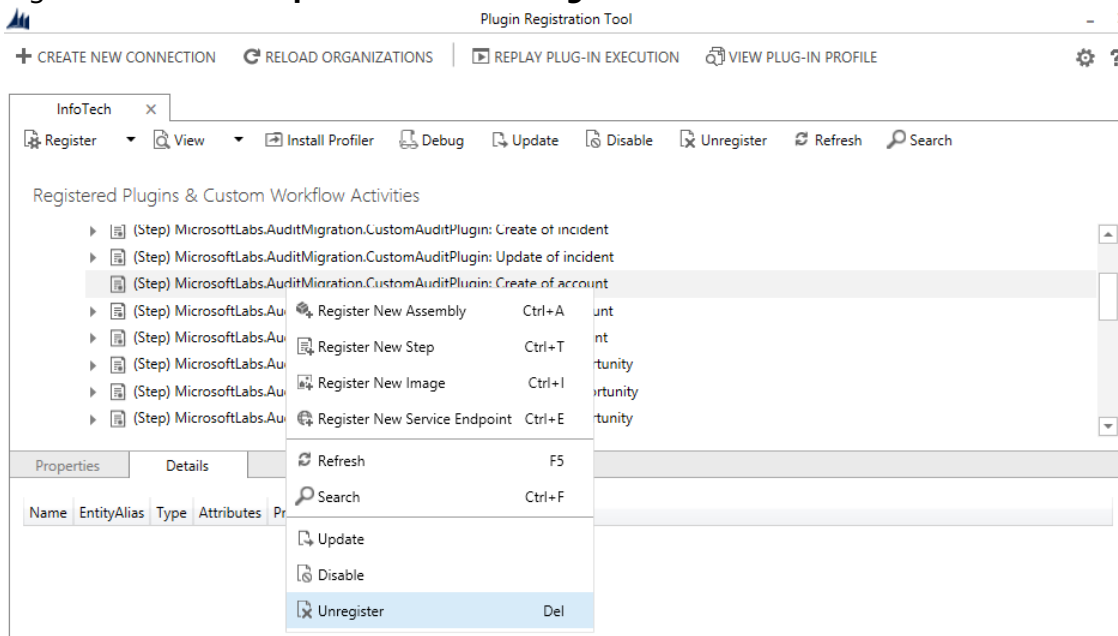 Plugin Registration Tool
CREATE NEW CONNECTION RELOAD ORGANIZATIONS REPLAY PLUG-IN EXECUTION VIEW PLUG-IN PROFILE
InfoTech
Register View Install Profiler Debug Update Disable Unregister Refresh Search
Registered Plugins & Custom Workflow Activities
(Step) MicrosoftLabs.AuditMigration.CustomAuditPlugin: Create of incident
(Step) MicrosoftLabs.AuditMigration.CustomAuditPlugin: Update of incident
(Step) MicrosoftLabs.AuditMigration.CustomAuditPlugin: Create of account
(Step) MicrosoftLabs.Au unt
(Step) MicrosoftLabs.Au nt
(Step) MicrosoftLabs.Au rtunity
(Step) MicrosoftLabs.Au ortunity
(Step) MicrosoftLabs.Au rtunity
Register New Assembly Ctrl+A
Register New Step Ctrl+T
Register New Image Ctrl+I
Register New Service Endpoint Ctrl+E
Refresh F5
Search Ctrl+F
Update
Disable
Unregister Del
Properties Details
Name EntityAlias Type Attributes Pr